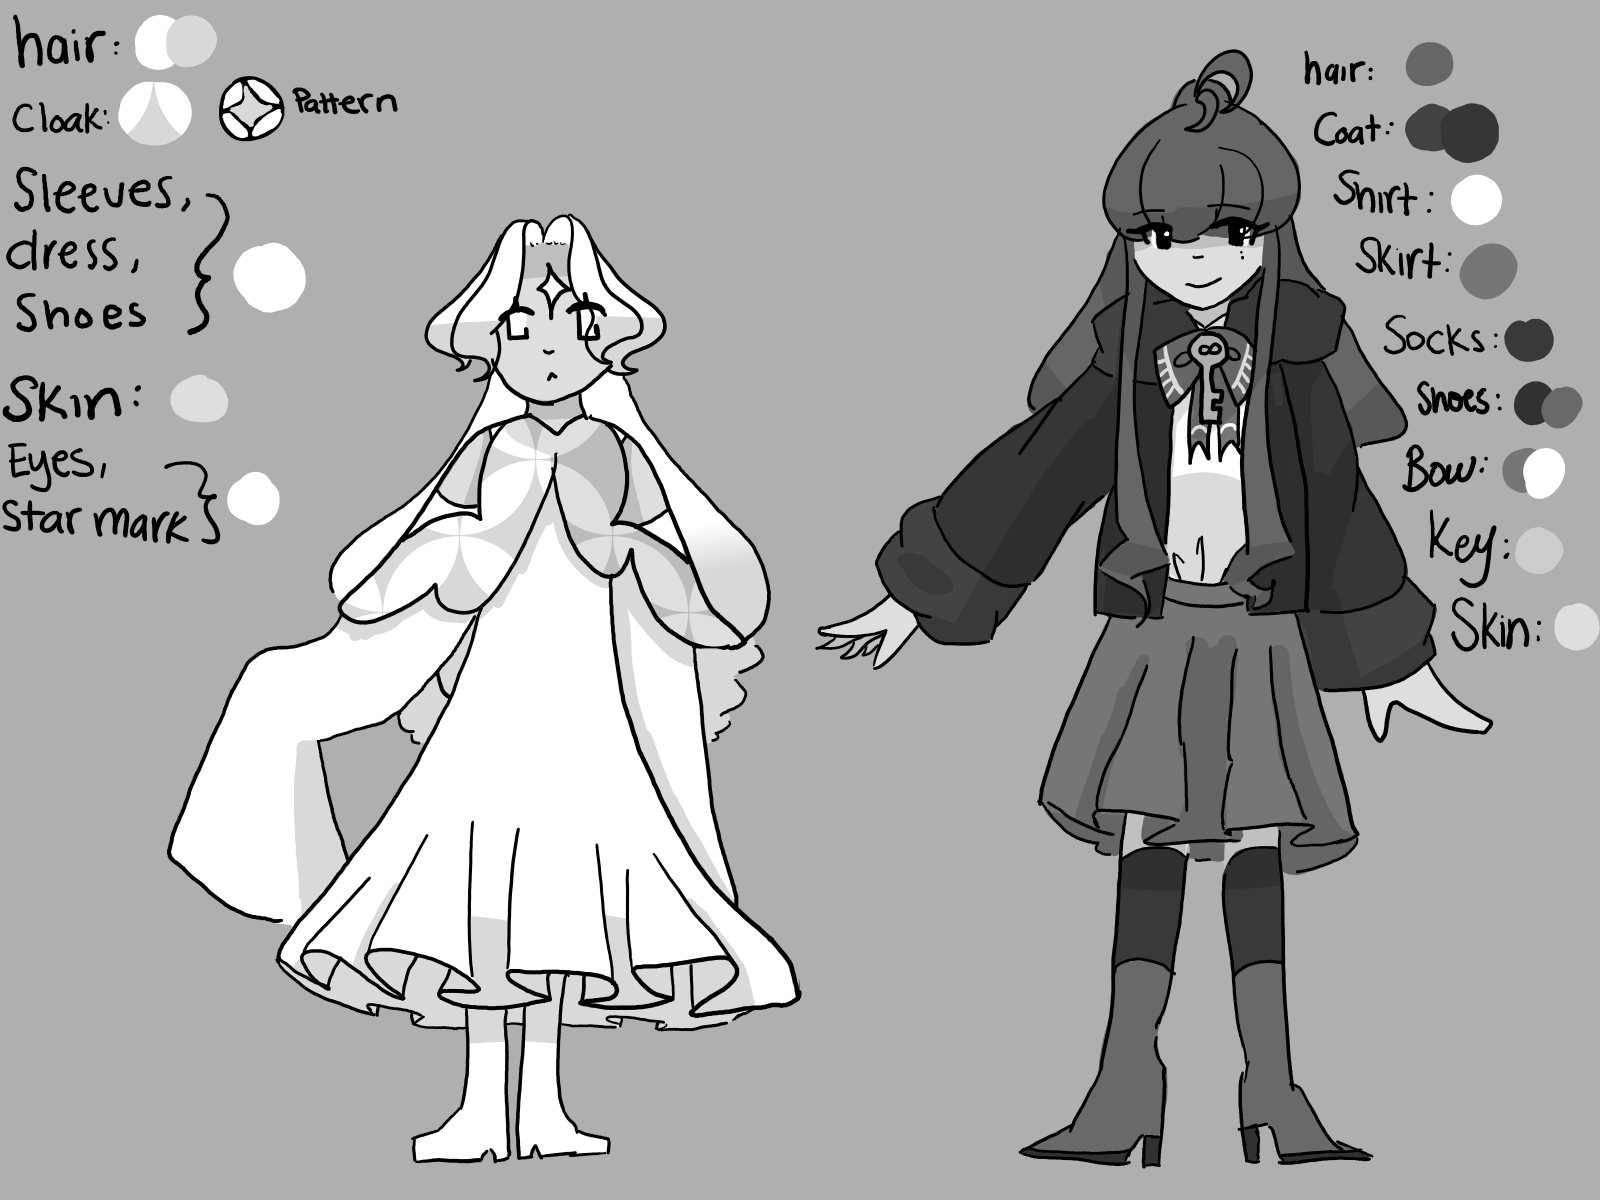 hair:
Cloak:
Pattern
Sleeves,
dress,
Shoes
Skin:
Eyes,
Star mark
hair:
Coat:
Shirt:
Skirt:
Socks:
Shoes:
Bow:
Key:
Skin: